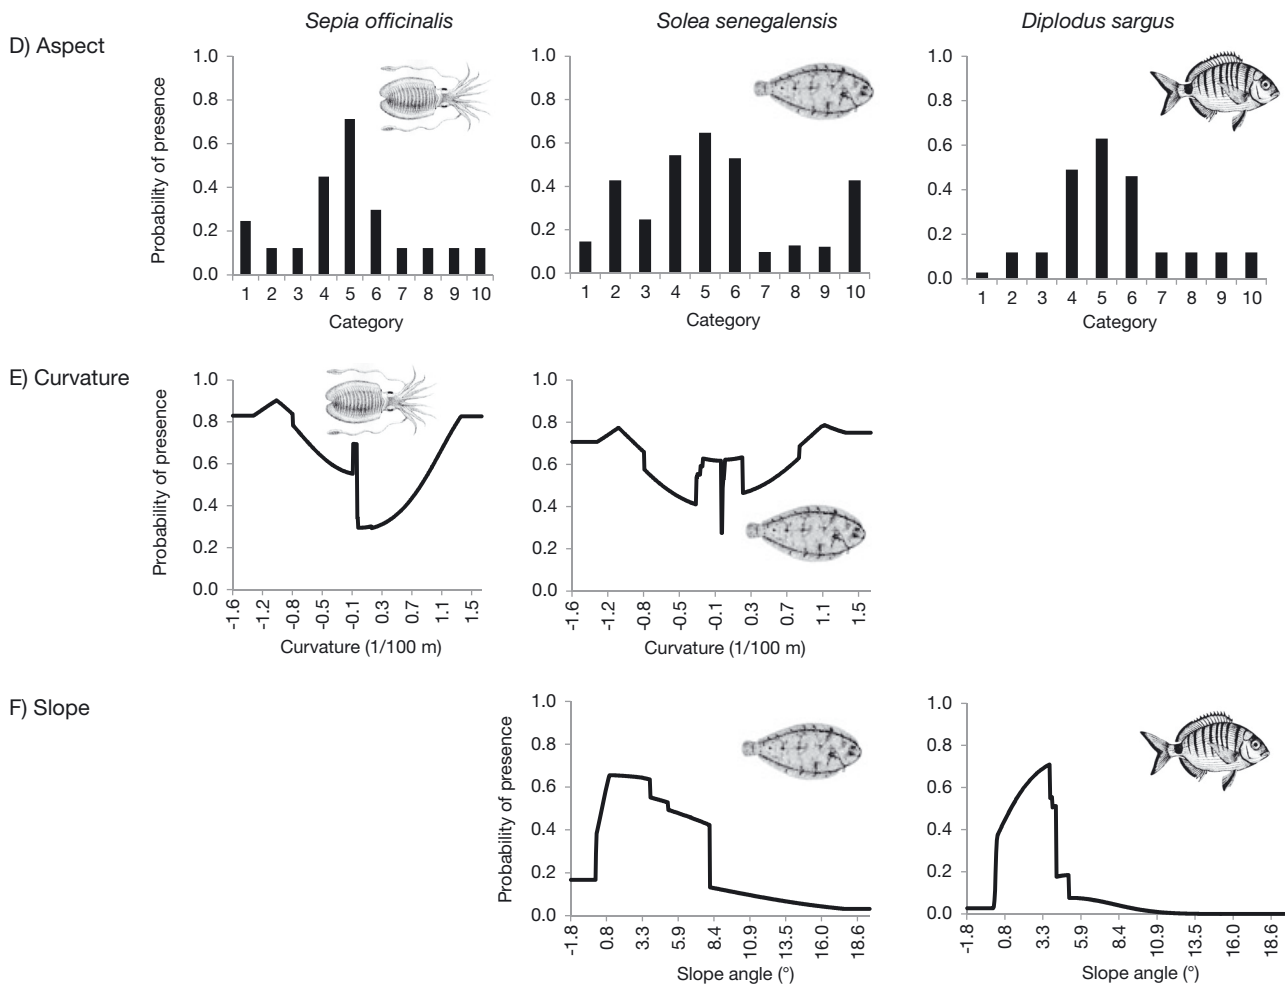 Sepia officinalis Solea senegalensis Diplodus sargus
D) Aspect
Probability of presence
1.0
0.8
0.6
0.4
0.2
0.0
1 2 3 4 5 6 7 8 9 10
Category
1.0
0.8
0.6
0.4
0.2
0.0
1 2 3 4 5 6 7 8 9 10
Category
1.0
0.8
0.6
0.4
0.2
0.0
1 2 3 4 5 6 7 8 9 10
Category
E) Curvature
Probability of presence
1.0
0.8
0.6
0.4
0.2
0.0
-1.6 -1.2 -0.8 -0.5 -0.1 0.3 0.7 1.1 1.5
Curvature (1/100 m)
1.0
0.8
0.6
0.4
0.2
0.0
-1.6 -1.2 -0.8 -0.5 -0.1 0.3 0.7 1.1 1.5
Curvature (1/100 m)
F) Slope
Probability of presence
1.0
0.8
0.6
0.4
0.2
0.0
-1.8 0.8 3.3 5.9 8.4 10.9 13.5 16.0 18.6
Slope angle (°)
1.0
0.8
0.6
0.4
0.2
0.0
-1.8 0.8 3.3 5.9 8.4 10.9 13.5 16.0 18.6
Slope angle (°)